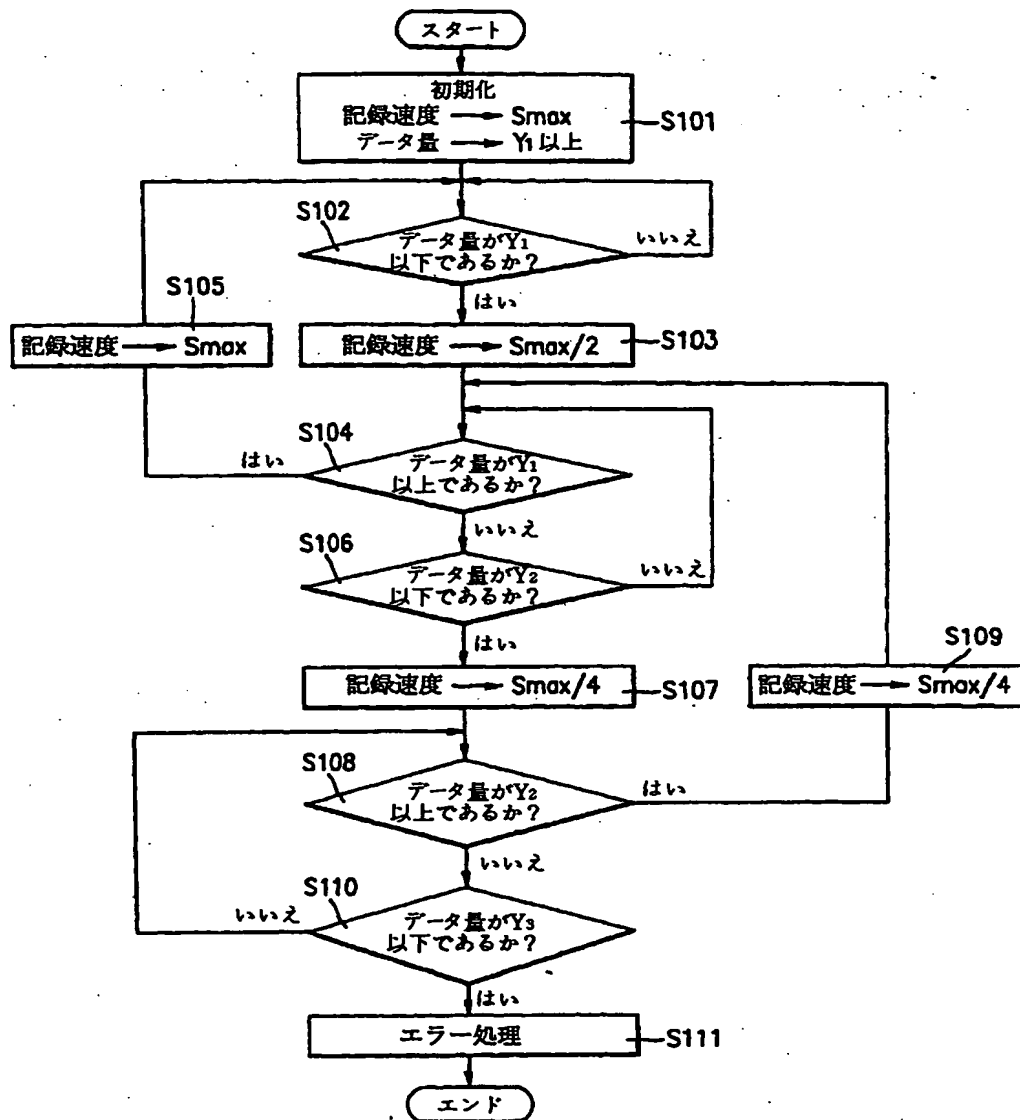 スタート
初期化
記録速度 → Smax
データ量 → Y1以上
S101
S102
データ量がY1
以下であるか?
いいえ
はい
S105
記録速度 → Smax
記録速度 → Smax/2
S103
S104
はい
データ量がY1
以上であるか?
いいえ
S106
データ量がY2
以下であるか?
いいえ
はい
S109
記録速度 → Smax/4
S107
記録速度 → Smax/4
S108
データ量がY2
以上であるか?
はい
いいえ
S110
いいえ
データ量がY3
以下であるか?
はい
エラー処理
S111
エンド